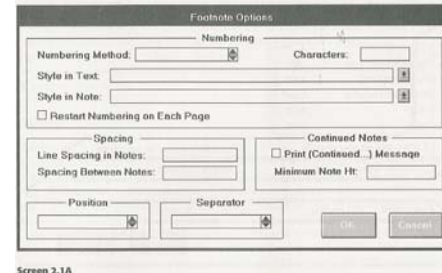 Footnote Options
Numbering
Numbering Method: Characters:
Style in Text:
Style in Note:
Restart Numbering on Each Page
Spacing
Line Spacing in Notes:
Spacing Between Notes:
Continued Notes
Print (Continued...) Message
Minimum Note Ht:
Position
Separator
OK Cancel
Screen 2.1A